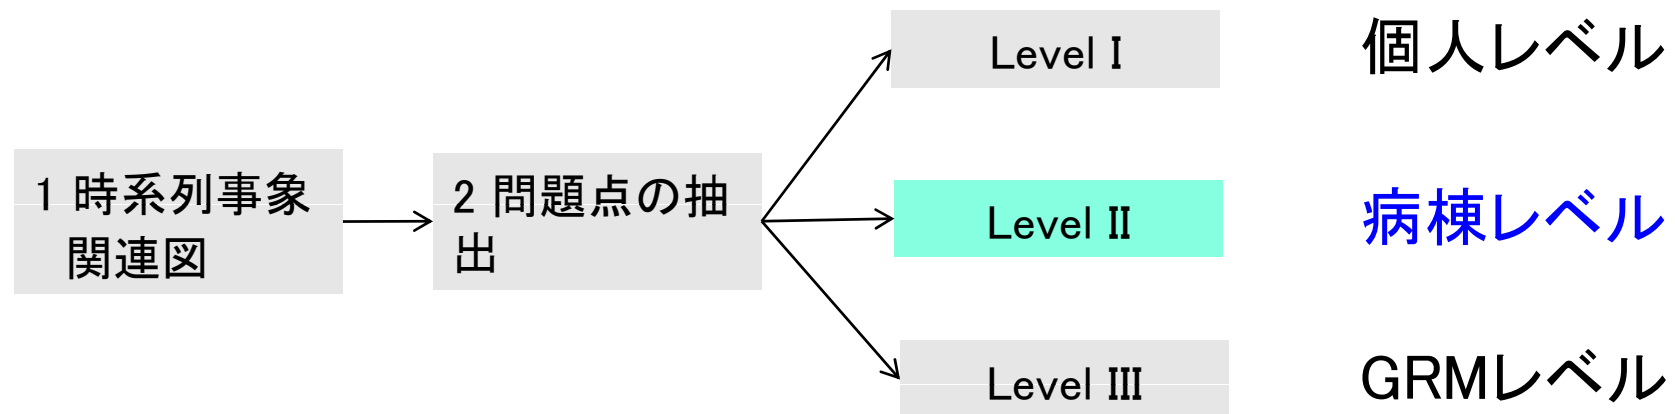 Level Ⅰ
個人レベル
1 時系列事象
関連図
2 問題点の抽
出
Level Ⅱ
病棟レベル
Level Ⅲ
GRMレベル